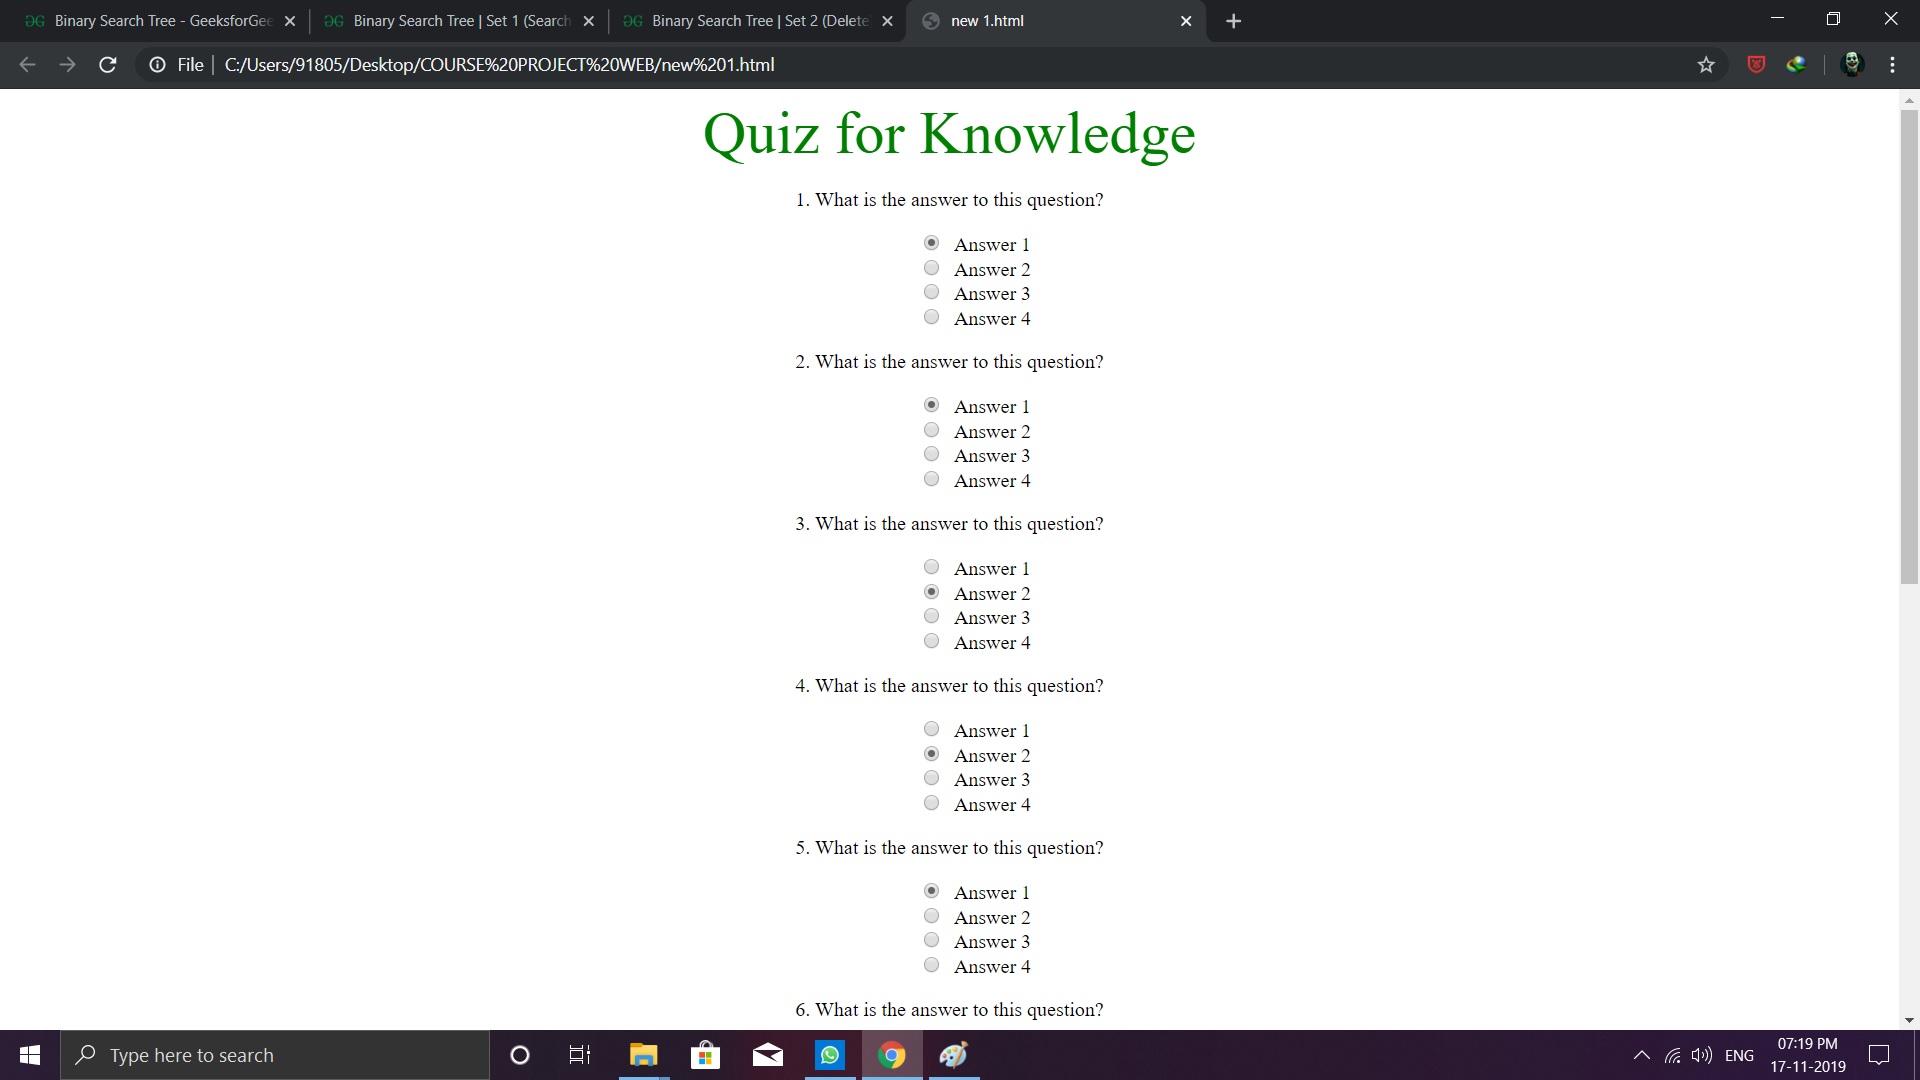 Binary Search Tree - GeeksforGee
Binary Search Tree | Set 1 (Search
Binary Search Tree | Set 2 (Delete
new 1.html
File
C:/Users/91805/Desktop/COURSE%20PROJECT%20WEB/new%201.html
Quiz for Knowledge
1. What is the answer to this question?
Answer 1
Answer 2
Answer 3
Answer 4
2. What is the answer to this question?
Answer 1
Answer 2
Answer 3
Answer 4
3. What is the answer to this question?
Answer 1
Answer 2
Answer 3
Answer 4
4. What is the answer to this question?
Answer 1
Answer 2
Answer 3
Answer 4
5. What is the answer to this question?
Answer 1
Answer 2
Answer 3
Answer 4
6. What is the answer to this question?
Type here to search
ENG
07:19 PM
17-11-2019